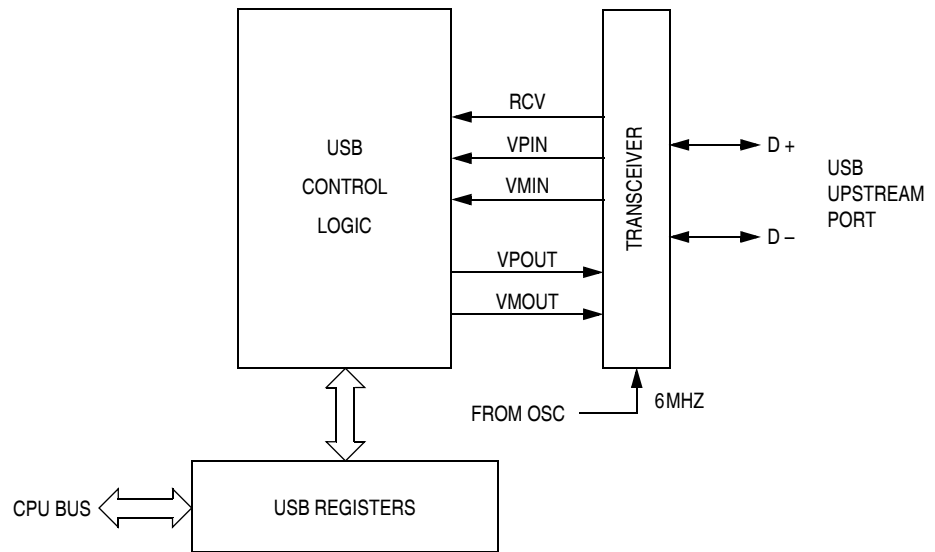 USB
CONTROL
LOGIC
RCV
VPIN
VMIN
VPOUT
VMOUT
TRANSCEIVER
D +
D –
USB
UPSTREAM
PORT
FROM OSC
6MHZ
CPU BUS
USB REGISTERS